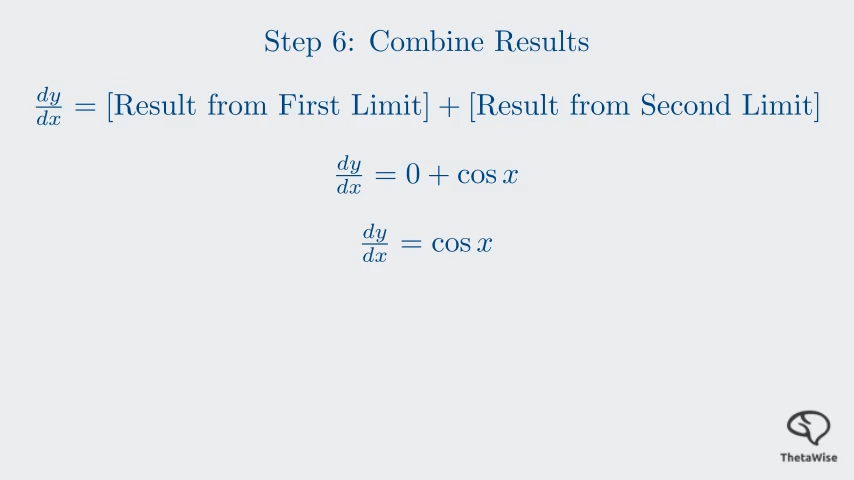 Step 6: Combine Results
dy/dx = [Result from First Limit] + [Result from Second Limit]
dy/dx = 0 + cos x
dy/dx = cos x
ThetaWise